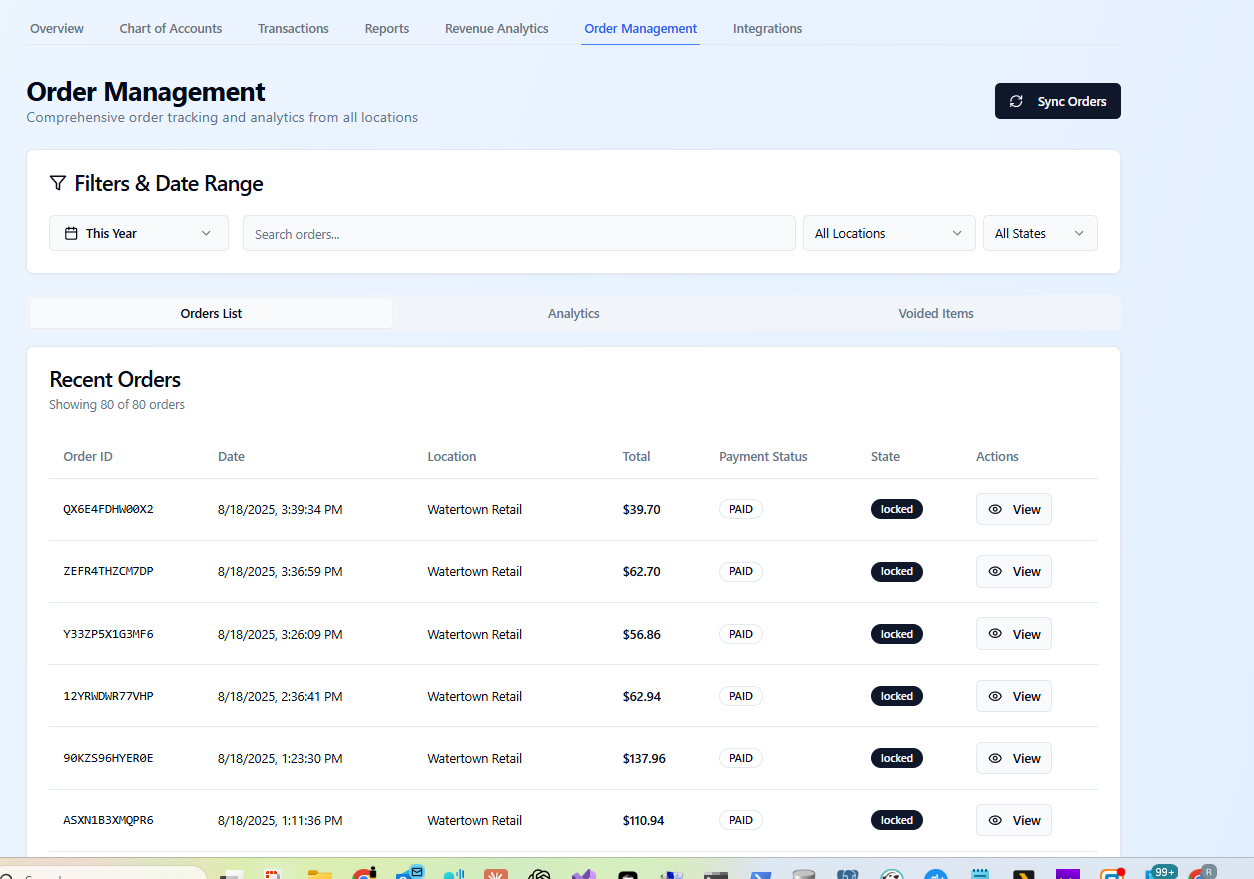 Overview Chart of Accounts Transactions Reports Revenue Analytics Order Management Integrations
Order Management
Comprehensive order tracking and analytics from all locations
Sync Orders
Filters & Date Range
This Year Search orders... All Locations All States
Orders List Analytics Voided Items
Recent Orders
Showing 80 of 80 orders
Order ID Date Location Total Payment Status State Actions
QX6E4FDHW00X2 8/18/2025, 3:39:34 PM Watertown Retail $39.70 PAID locked View
ZEFR4THZCM7DP 8/18/2025, 3:36:59 PM Watertown Retail $62.70 PAID locked View
Y33ZP5X1G3MF6 8/18/2025, 3:26:09 PM Watertown Retail $56.86 PAID locked View
12YRWDWR77VHP 8/18/2025, 2:36:41 PM Watertown Retail $62.94 PAID locked View
90KZS96HYER0E 8/18/2025, 1:23:30 PM Watertown Retail $137.96 PAID locked View
ASXN1B3XMQPR6 8/18/2025, 1:11:36 PM Watertown Retail $110.94 PAID locked View
99+ R